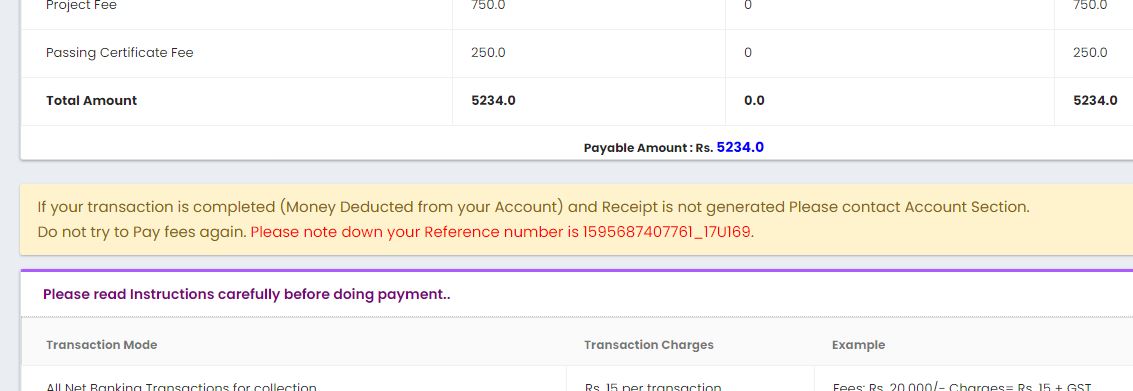 Project Fee 750.0 0 750.0
Passing Certificate Fee 250.0 0 250.0
Total Amount 5234.0 0.0 5234.0
Payable Amount : Rs. 5234.0
If your transaction is completed (Money Deducted from your Account) and Receipt is not generated Please contact Account Section.
Do not try to Pay fees again. Please note down your Reference number is 1595687407761_17U169.
Please read Instructions carefully before doing payment..
Transaction Mode Transaction Charges Example
All Net Banking Transactions for collection Rs. 15 per transaction Fees: Rs. 20,000/- Charges= Rs. 15 + GST